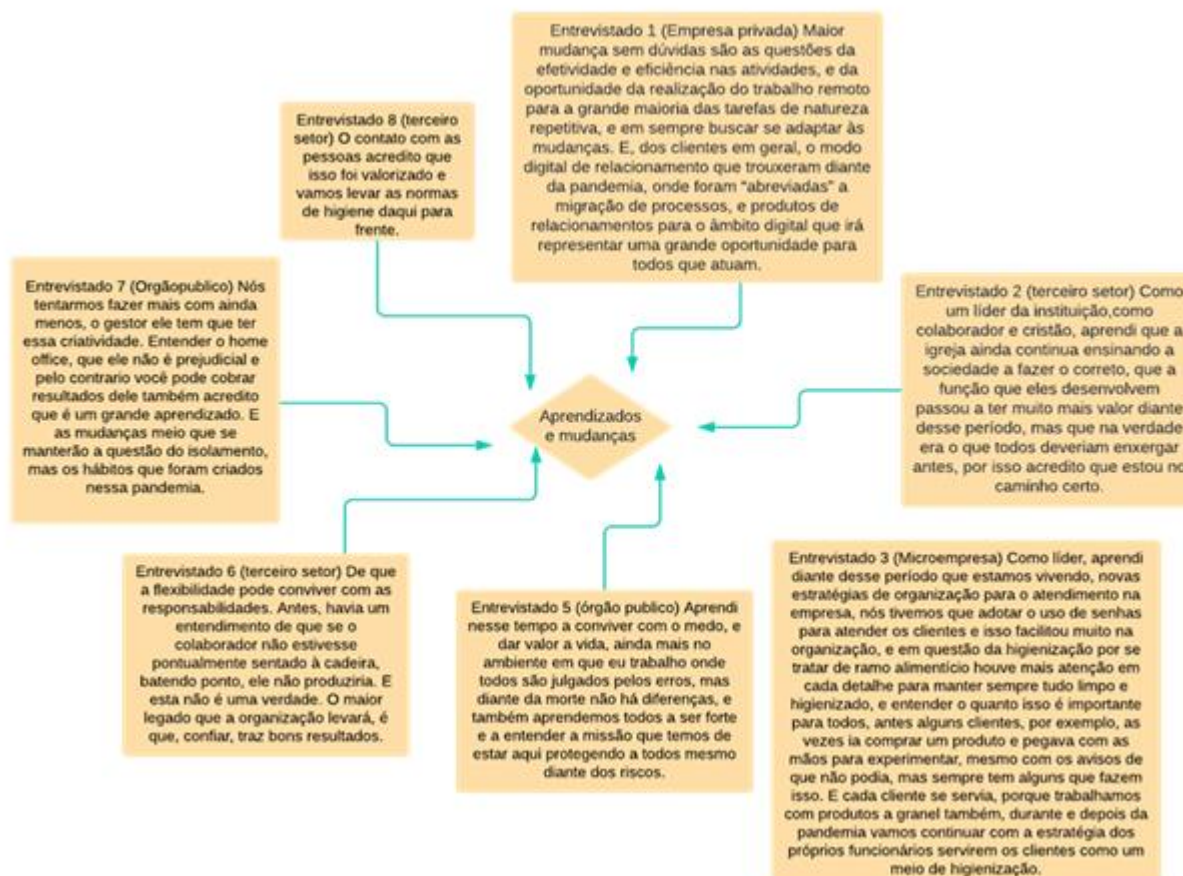 Entrevistado 1 (Empresa privada) Maior
mudança sem dúvidas são as questões da
efetividade e eficiência nas atividades, e da
oportunidade da realização do trabalho remoto
para a grande maioria das tarefas de natureza
repetitiva, e em sempre buscar se adaptar às
mudanças. E, dos clientes em geral, o modo
digital de relacionamento que trouxeram diante
da pandemia, onde foram “abreviadas” a
migração de processos, e produtos de
relacionamentos para o âmbito digital que irá
representar uma grande oportunidade para
todos que atuam.
Entrevistado 8 (terceiro
setor) O contato com as
pessoas acredito que
isso foi valorizado e
vamos levar as normas
de higiene daqui para
frente.
Entrevistado 7 (Orgãopublico) Nós
tentarmos fazer mais com ainda
menos, o gestor ele tem que ter
essa criatividade. Entender o home
office, que ele não é prejudicial e
pelo contrario você pode cobrar
resultados dele também acredito
que é um grande aprendizado. E
as mudanças meio que se
manterão a questão do isolamento,
mas os hábitos que foram criados
nessa pandemia.
Entrevistado 2 (terceiro setor) Como
um líder da instituição,como
colaborador e cristão, aprendi que a
igreja ainda continua ensinando a
sociedade a fazer o correto, que a
função que eles desenvolvem
passou a ter muito mais valor diante
desse período, mas que na verdade
era o que todos deveriam enxergar
antes, por isso acredito que estou no
caminho certo.
Aprendizados
e mudanças
Entrevistado 6 (terceiro setor) De que
a flexibilidade pode conviver com as
responsabilidades. Antes, havia um
entendimento de que se o
colaborador não estivesse
pontualmente sentado à cadeira,
batendo ponto, ele não produziria. E
esta não é uma verdade. O maior
legado que a organização levará, é
que, confiar, traz bons resultados.
Entrevistado 5 (órgão publico) Aprendi
nesse tempo a conviver com o medo, e
dar valor a vida, ainda mais no
ambiente em que eu trabalho onde
todos são julgados pelos erros, mas
diante da morte não há diferenças, e
também aprendemos todos a ser forte
e a entender a missão que temos de
estar aqui protegendo a todos mesmo
diante dos riscos.
Entrevistado 3 (Microempresa) Como líder, aprendi
diante desse período que estamos vivendo, novas
estratégias de organização para o atendimento na
empresa, nós tivemos que adotar o uso de senhas
para atender os clientes e isso facilitou muito na
organização, e em questão da higienização por se
tratar de ramo alimentício houve mais atenção em
cada detalhe para manter sempre tudo limpo e
higienizado, e entender o quanto isso é importante
para todos, antes alguns clientes, por exemplo, as
vezes ia comprar um produto e pegava com as
mãos para experimentar, mesmo com os avisos de
que não podia, mas sempre tem alguns que fazem
isso. E cada cliente se servia, porque trabalhamos
com produtos a granel também, durante e depois da
pandemia vamos continuar com a estratégia dos
próprios funcionários servirem os clientes como um
meio de higienização.